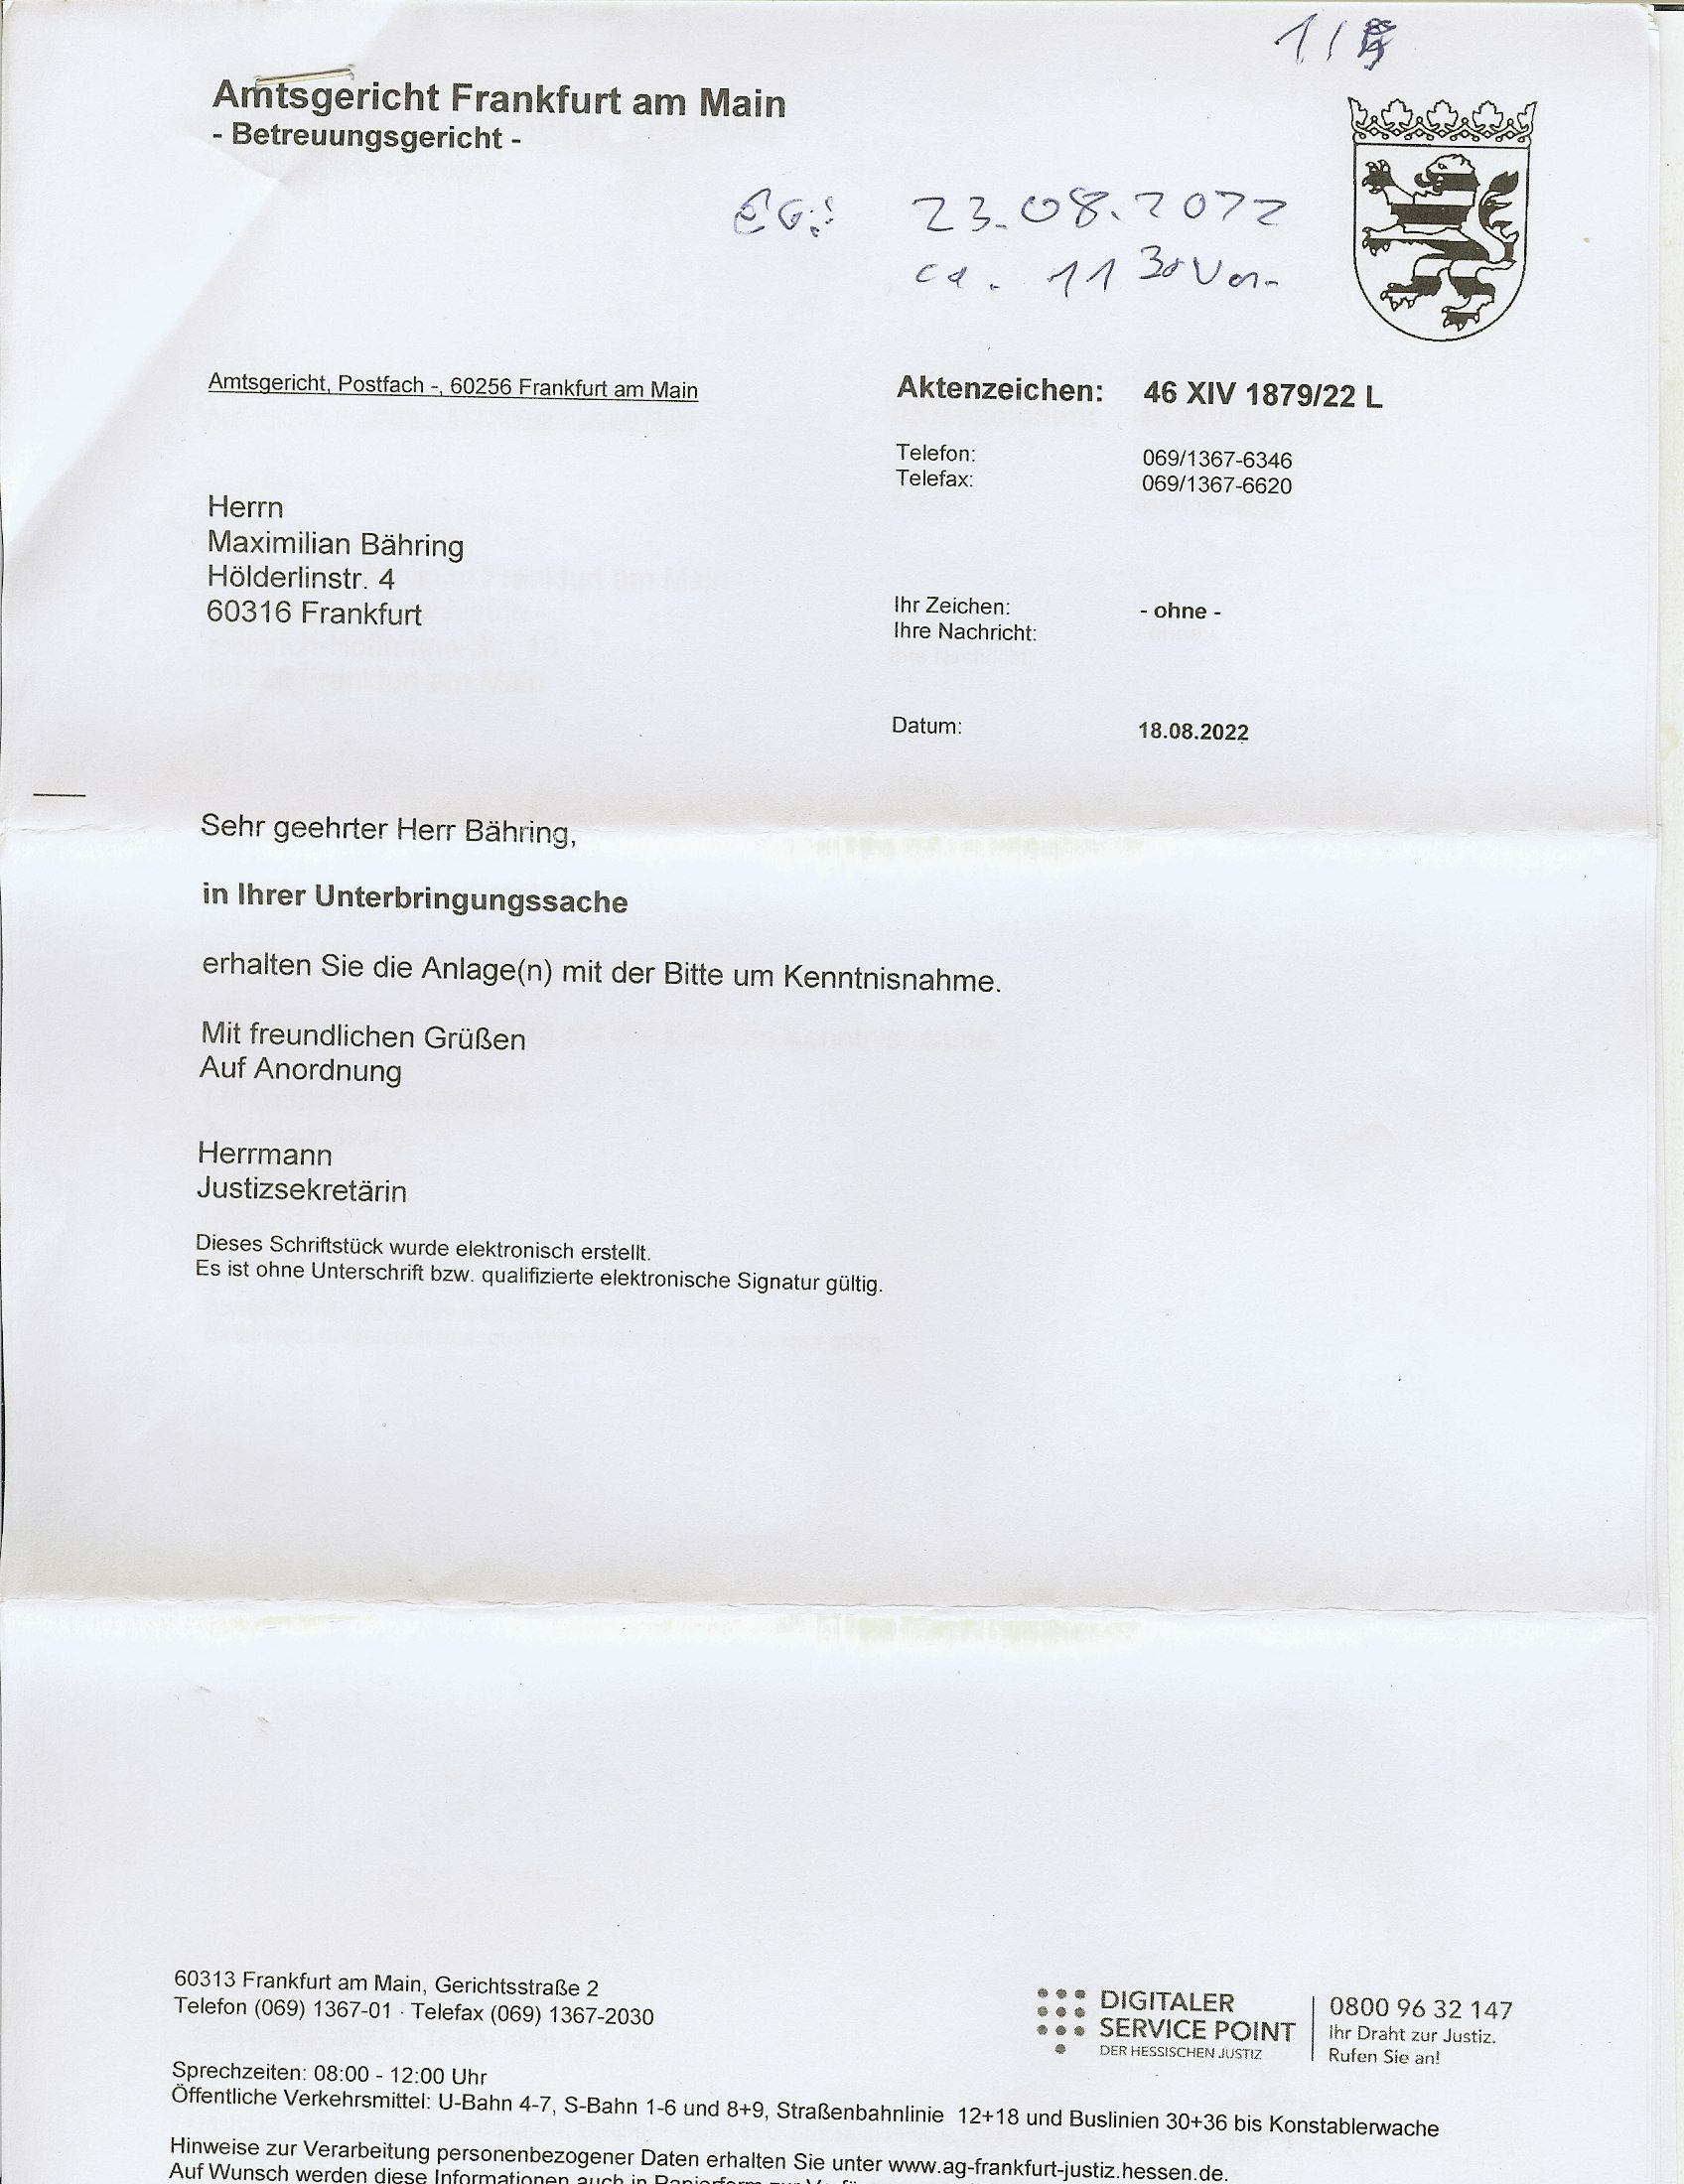 Amtsgericht Frankfurt am Main
- Betreuungsgericht -
EG:: 23.08.2022
ca. 11 30
Amtsgericht, Postfach -, 60256 Frankfurt am Main
Aktenzeichen: 46 XIV 1879/22 L
Telefon: 069/1367-6346
Telefax: 069/1367-6620
Herrn
Maximilian Bähring
Hölderlinstr. 4
60316 Frankfurt
Ihr Zeichen: - ohne -
Ihre Nachricht:
Datum: 18.08.2022
Sehr geehrter Herr Bähring,
in Ihrer Unterbringungssache
erhalten Sie die Anlage(n) mit der Bitte um Kenntnisnahme.
Mit freundlichen Grüßen
Auf Anordnung
Herrmann
Justizsekretärin
Dieses Schriftstück wurde elektronisch erstellt.
Es ist ohne Unterschrift bzw. qualifizierte elektronische Signatur gültig.
60313 Frankfurt am Main, Gerichtsstraße 2
Telefon (069) 1367-01 · Telefax (069) 1367-2030
DIGITALER
SERVICE POINT
DER HESSISCHEN JUSTIZ
0800 96 32 147
Ihr Draht zur Justiz.
Rufen Sie an!
Sprechzeiten: 08:00 - 12:00 Uhr
Öffentliche Verkehrsmittel: U-Bahn 4-7, S-Bahn 1-6 und 8+9, Straßenbahnlinie 12+18 und Buslinien 30+36 bis Konstablerwache
Hinweise zur Verarbeitung personenbezogener Daten erhalten Sie unter www.ag-frankfurt-justiz.hessen.de.
Auf Wunsch werden diese Informationen auch in Papierform zur